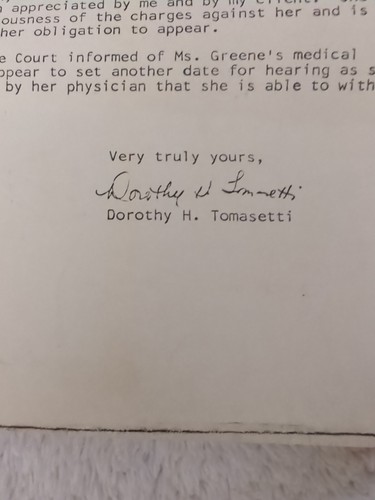 appreciated by me and by my client. She
ousness of the charges against her and is
her obligation to appear.
e Court informed of Ms. Greene's medical
ppear to set another date for hearing as s
by her physician that she is able to with
Very truly yours,
Dorothy H Tomasetti
Dorothy H. Tomasetti